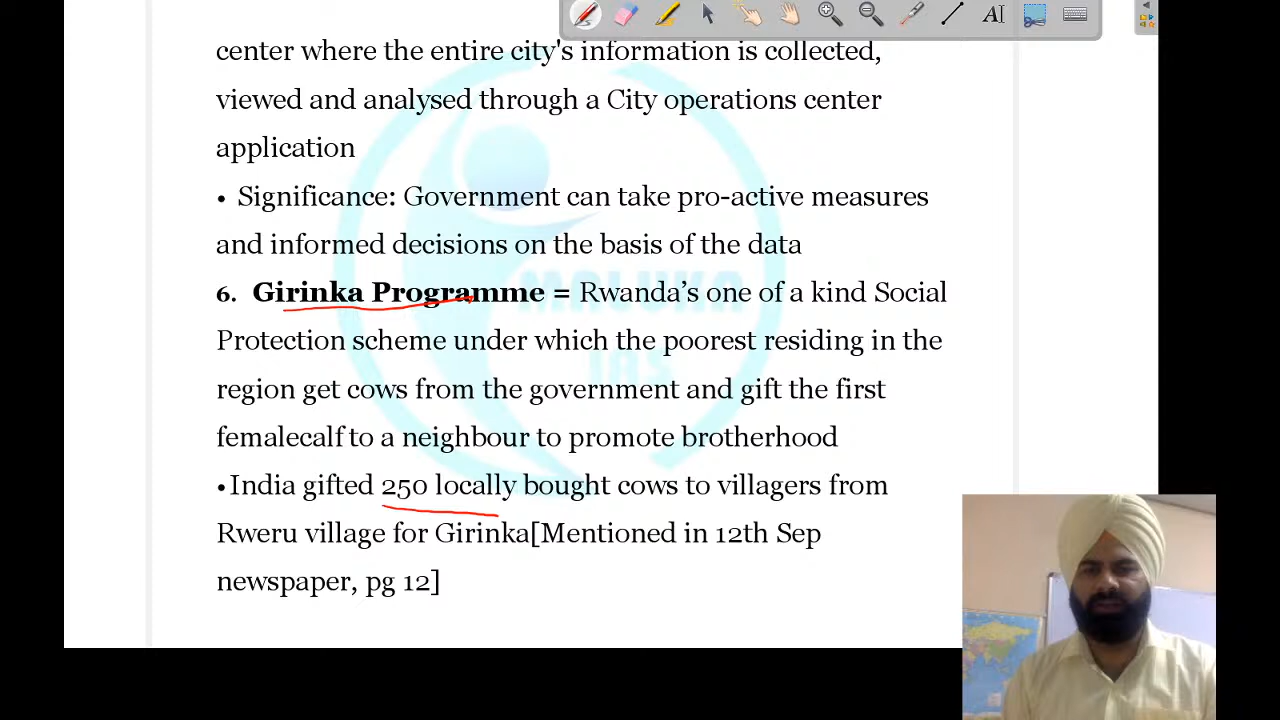 center where the entire city's information is collected,
viewed and analysed through a City operations center
application
• Significance: Government can take pro-active measures
and informed decisions on the basis of the data
6. Girinka Programme = Rwanda’s one of a kind Social
Protection scheme under which the poorest residing in the
region get cows from the government and gift the first
femalecalf to a neighbour to promote brotherhood
•India gifted 250 locally bought cows to villagers from
Rweru village for Girinka[Mentioned in 12th Sep
newspaper, pg 12]
MALUKA
IAS